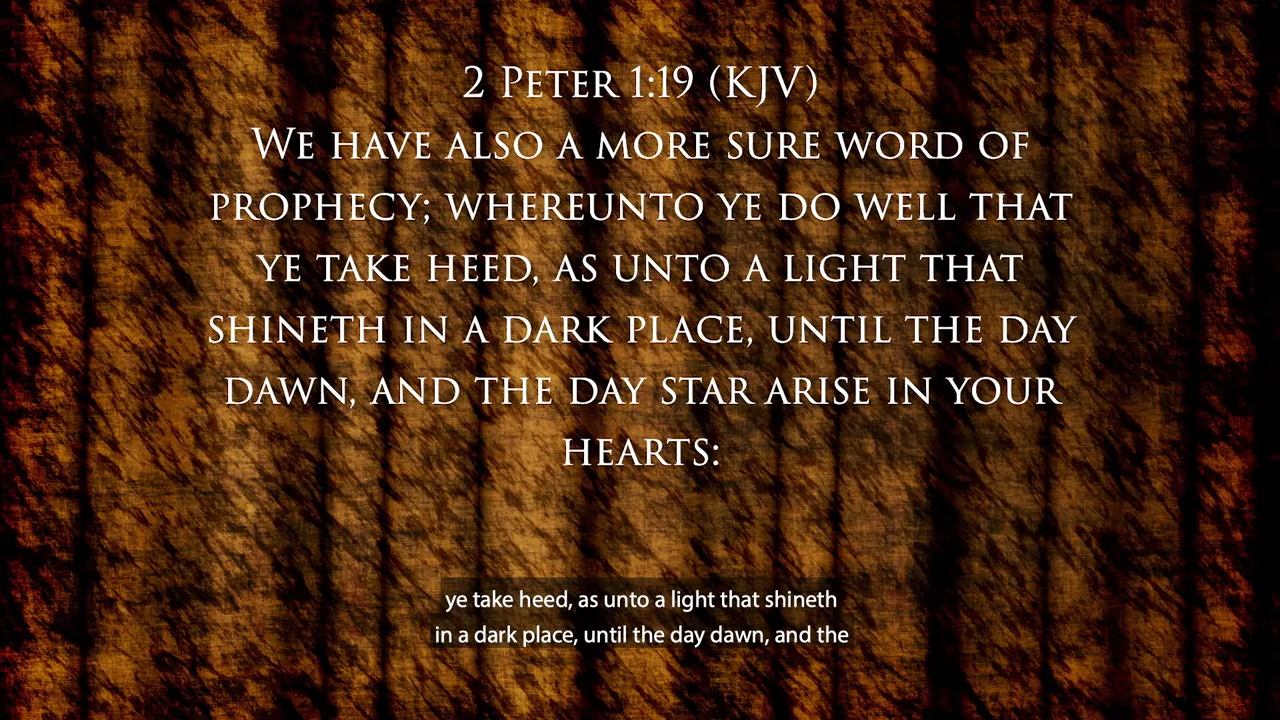 2 Peter 1:19 (KJV)
We have also a more sure word of
prophecy; whereunto ye do well that
ye take heed, as unto a light that
shineth in a dark place, until the day
dawn, and the day star arise in your
hearts:
ye take heed, as unto a light that shineth
in a dark place, until the day dawn, and the